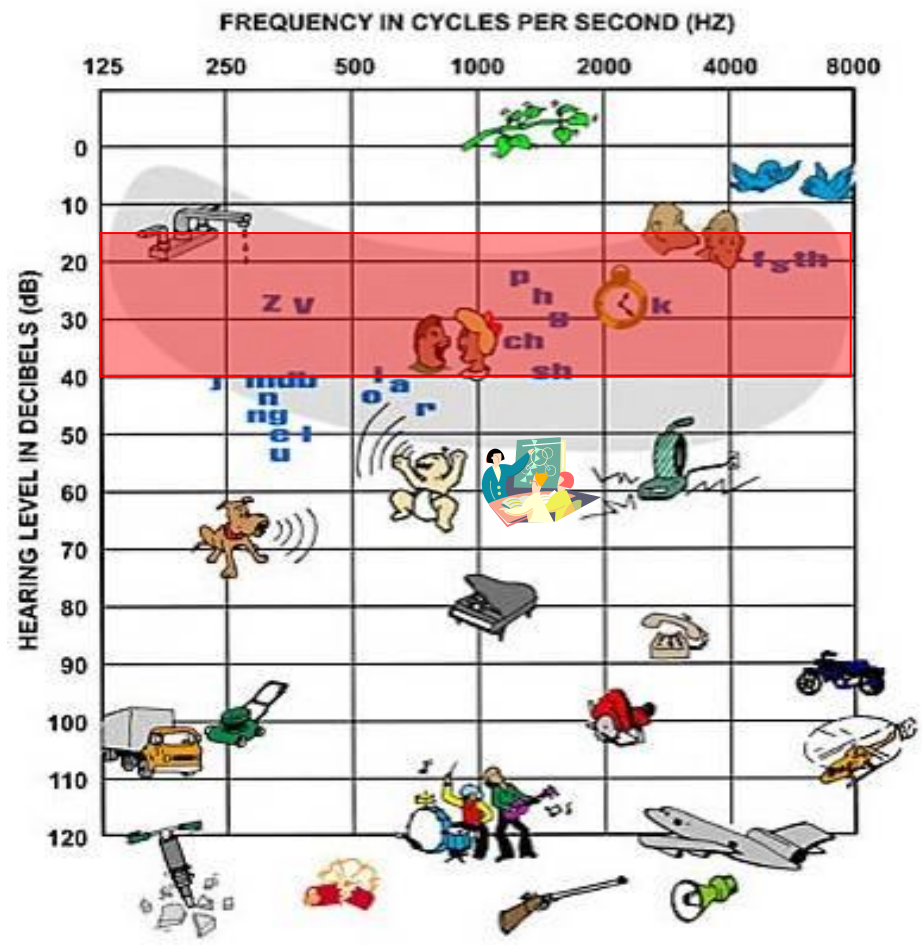 FREQUENCY IN CYCLES PER SECOND (HZ)
125 250 500 1000 2000 4000 8000
HEARING LEVEL IN DECIBELS (dB)
0
10
20
30
40
50
60
70
80
90
100
110
120
f s th
p
h
z v
g
k
ch
sh
j mdb
n
ng
e l
u
i
a
o
r